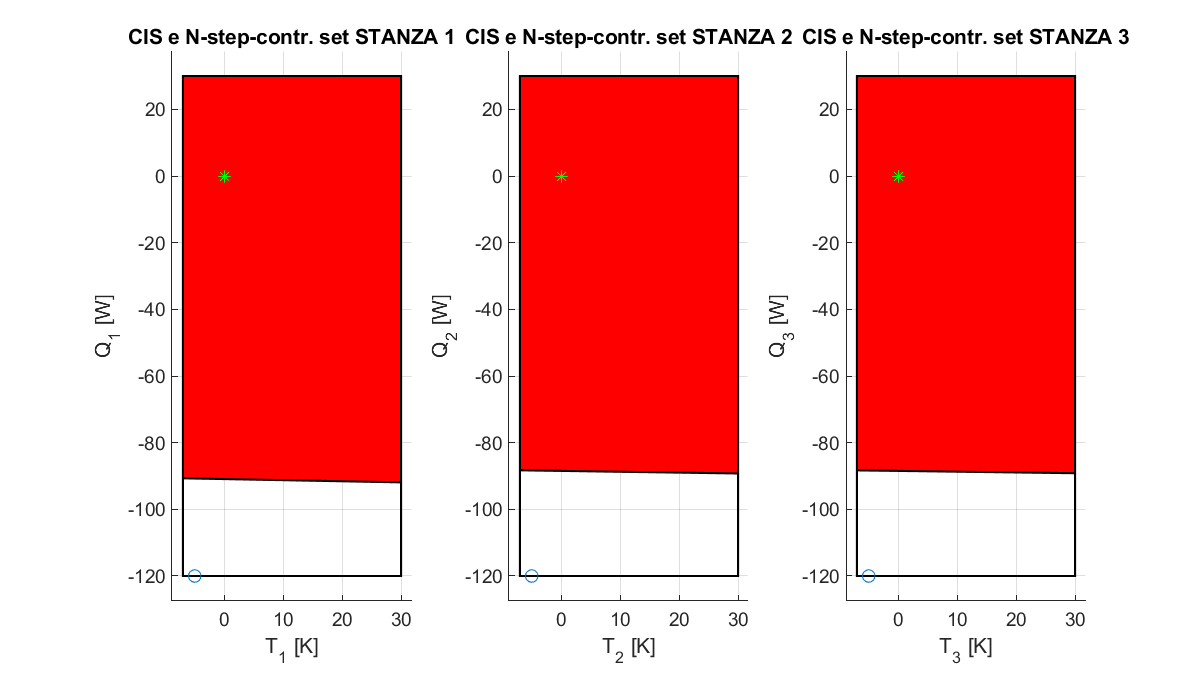 CIS e N-step-contr. set STANZA 1
20
0
-20
-40
-60
-80
-100
-120
Q1 [W]
0 10 20 30
T1 [K]
CIS e N-step-contr. set STANZA 2
20
0
-20
-40
-60
-80
-100
-120
Q2 [W]
0 10 20 30
T2 [K]
CIS e N-step-contr. set STANZA 3
20
0
-20
-40
-60
-80
-100
-120
Q3 [W]
0 10 20 30
T3 [K]